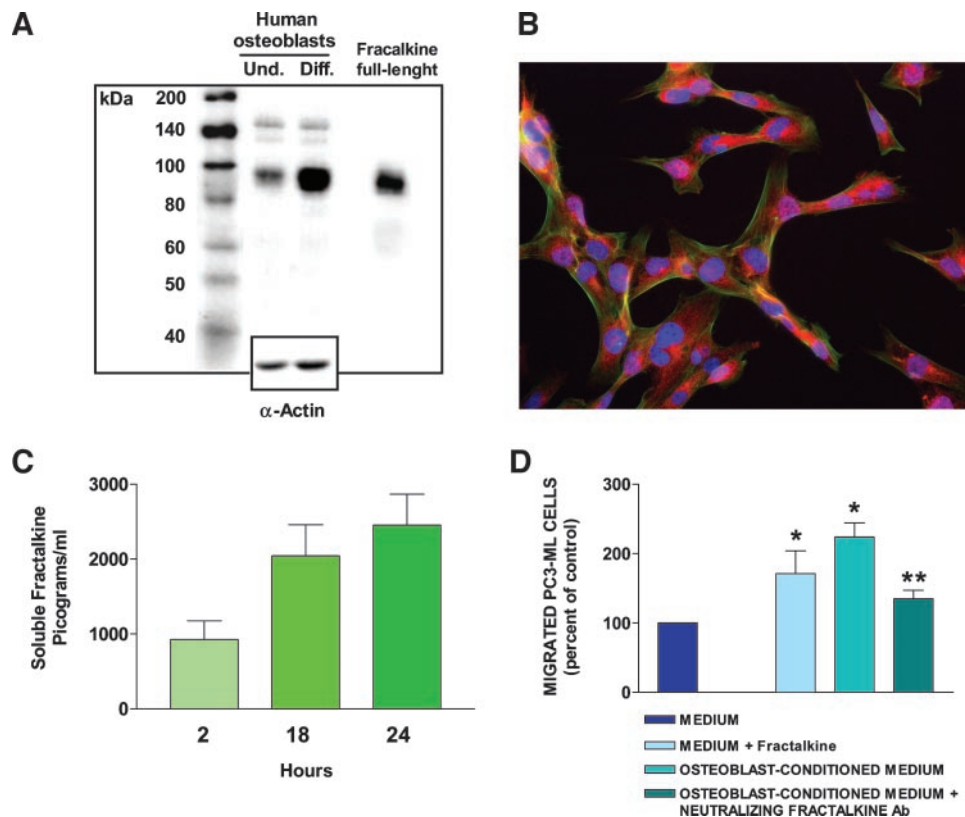 A
Human
osteoblasts
Und. Diff.
Fracalkine
full-lenght
kDa
200
140
100
80
60
50
40
α-Actin
B
C
Soluble Fractalkine
Picograms/ml
3000
2000
1000
0
2 18 24
Hours
D
MIGRATED PC3-ML CELLS
(percent of control)
300
200
100
0
* * **
MEDIUM
MEDIUM + Fractalkine
OSTEOBLAST-CONDITIONED MEDIUM
OSTEOBLAST-CONDITIONED MEDIUM +
NEUTRALIZING FRACTALKINE Ab